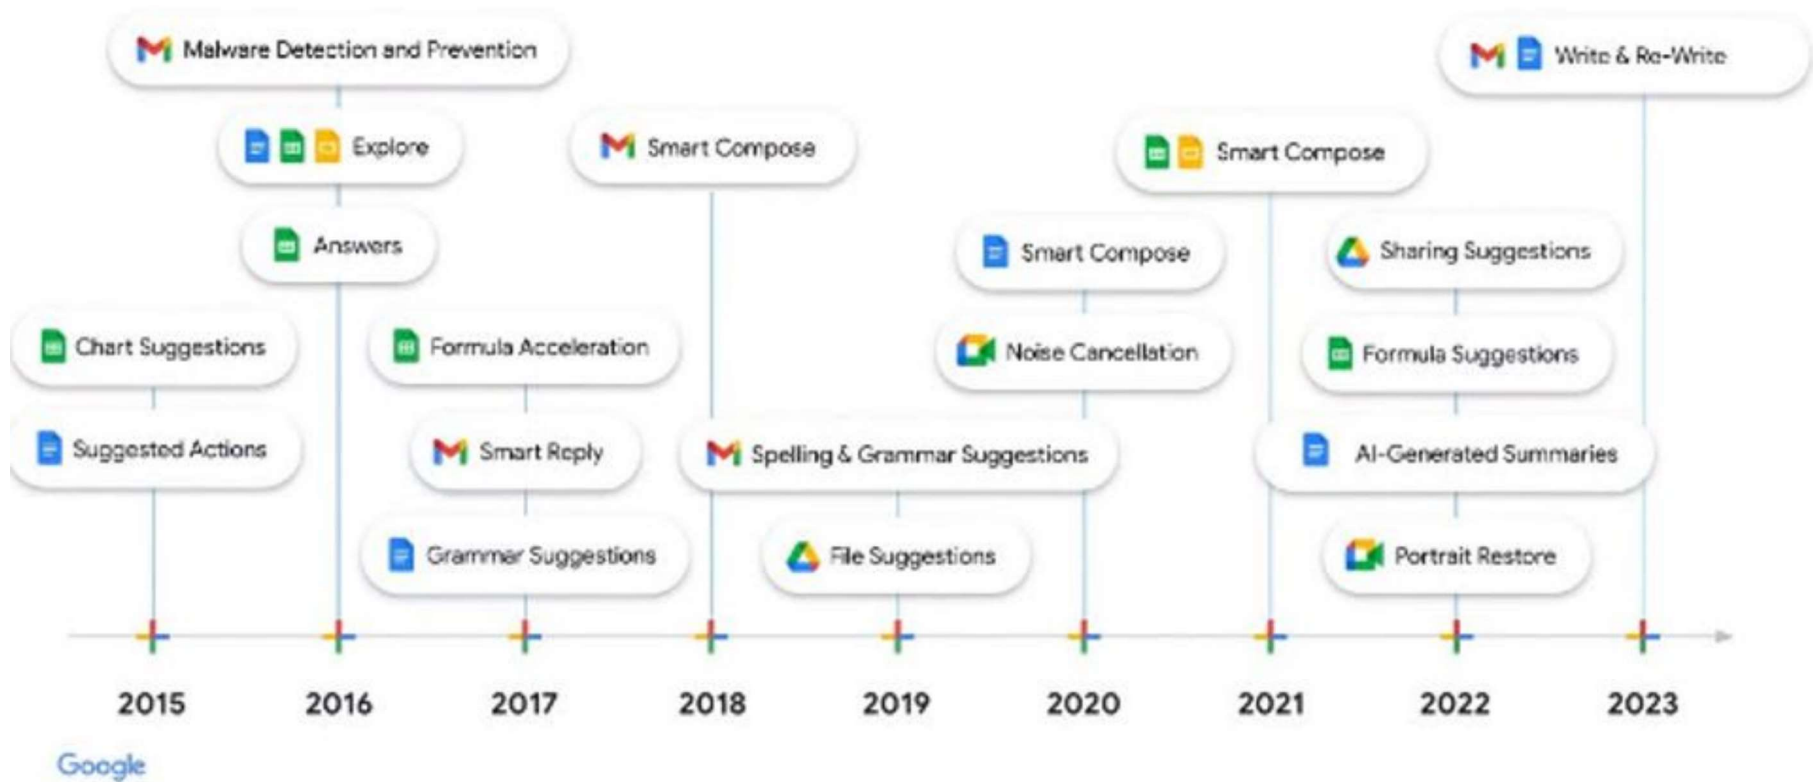 Malware Detection and Prevention
Write & Re-Write
Explore
Smart Compose
Smart Compose
Answers
Smart Compose
Sharing Suggestions
Chart Suggestions
Formula Acceleration
Noise Cancellation
Formula Suggestions
Suggested Actions
Smart Reply
Spelling & Grammar Suggestions
AI-Generated Summaries
Grammar Suggestions
File Suggestions
Portrait Restore
2015 2016 2017 2018 2019 2020 2021 2022 2023
Google